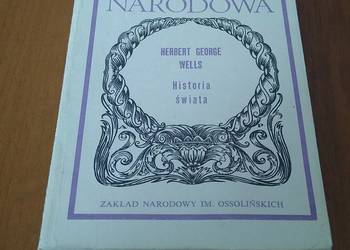 NARODOWA
HERBERT GEORGE
WELLS
Historia
świata
ZAKŁAD NARODOWY IM. OSSOLIŃSKICH